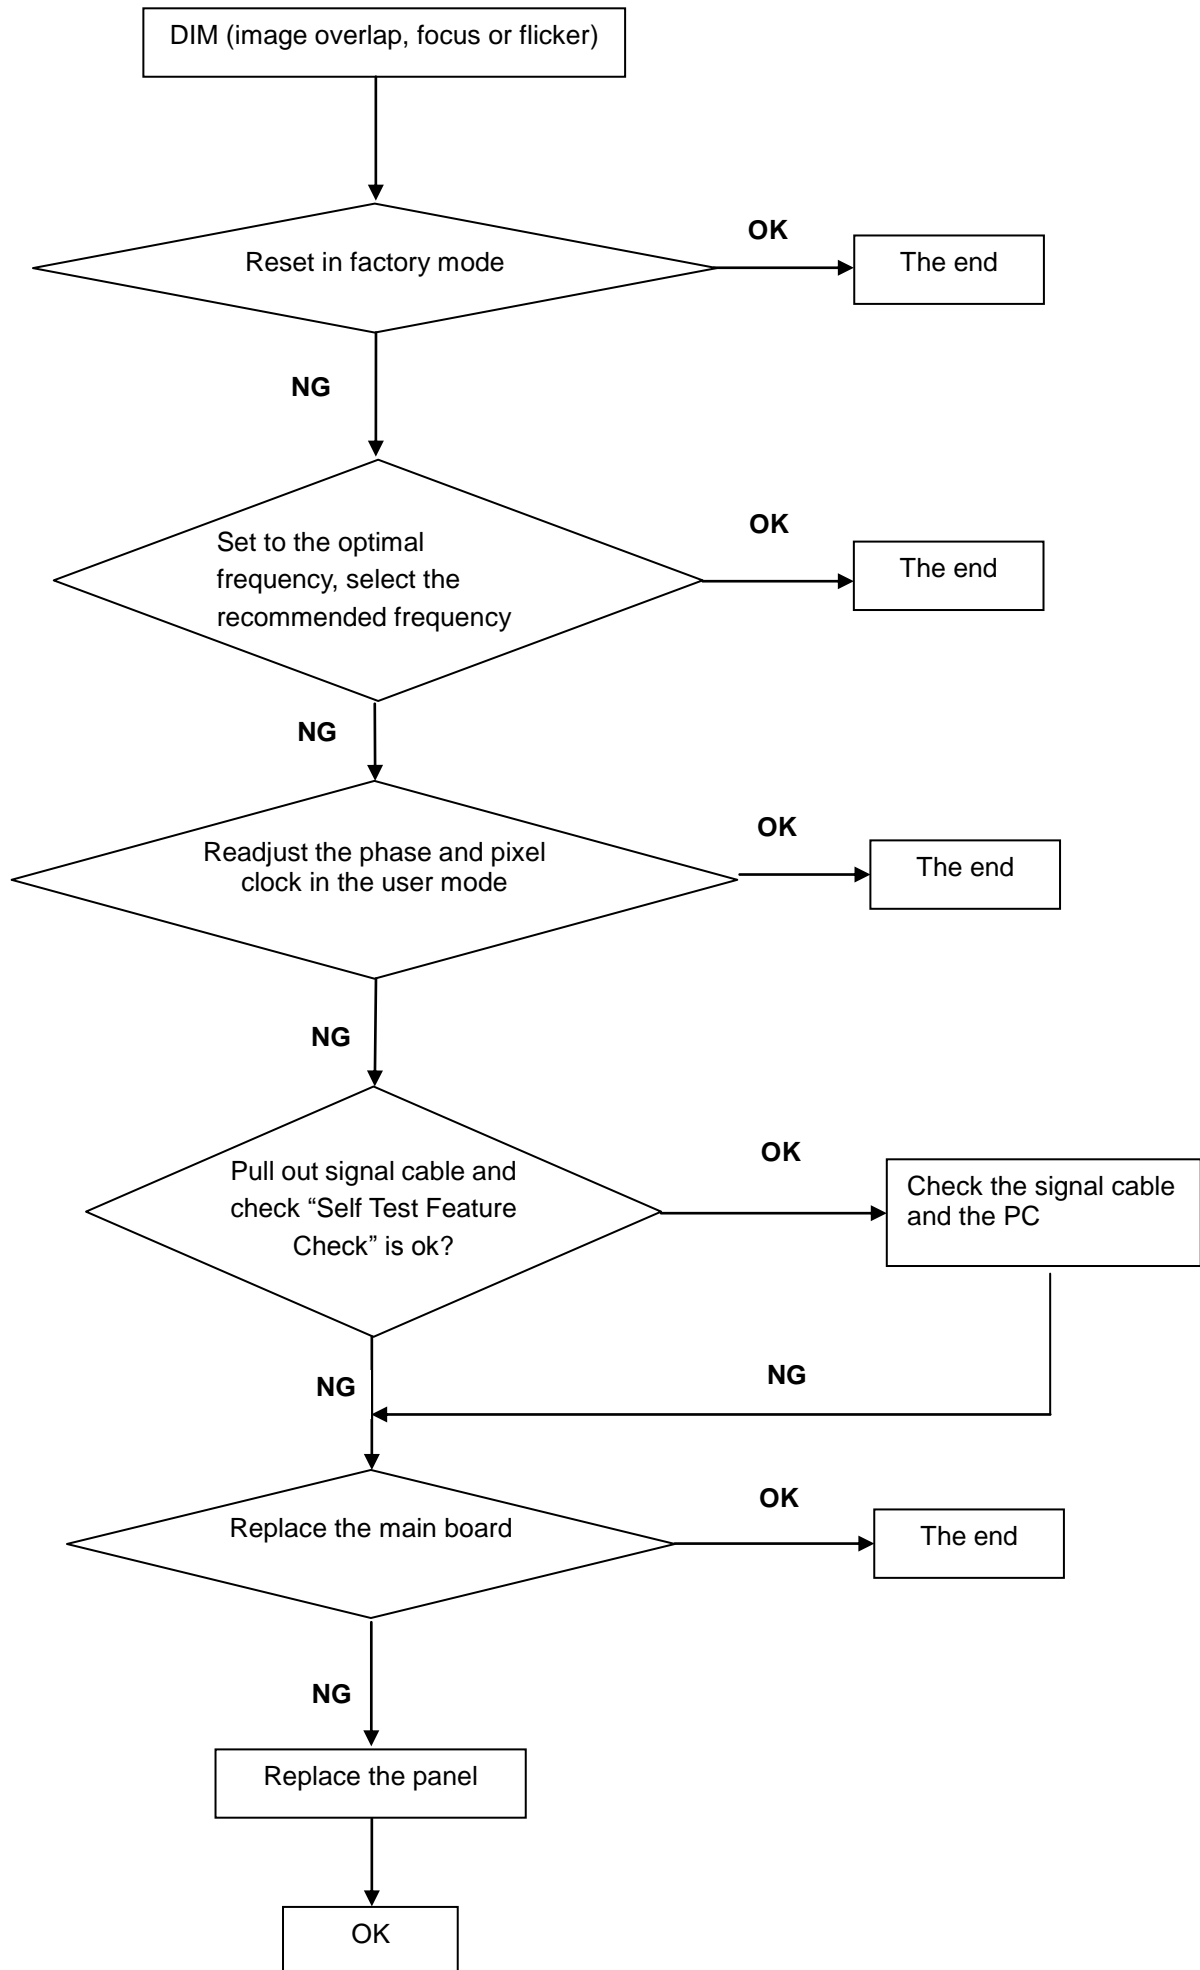 DIM (image overlap, focus or flicker)
Reset in factory mode
OK
The end
NG
Set to the optimal
frequency, select the
recommended frequency
OK
The end
NG
Readjust the phase and pixel
clock in the user mode
OK
The end
NG
Pull out signal cable and
check “Self Test Feature
Check” is ok?
OK
Check the signal cable
and the PC
NG
NG
Replace the main board
OK
The end
NG
Replace the panel
OK